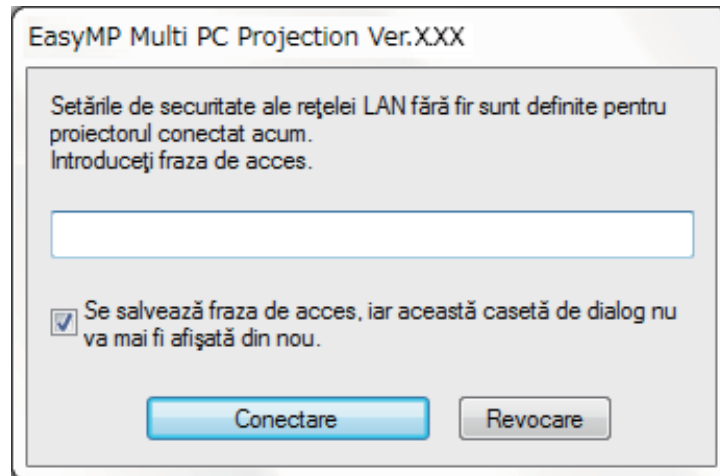 EasyMP Multi PC Projection Ver.X.XX
Setările de securitate ale reţelei LAN fără fir sunt definite pentru
proiectorul conectat acum.
Introduceţi fraza de acces.
Se salvează fraza de acces, iar această casetă de dialog nu
va mai fi afişată din nou.
Conectare
Revocare